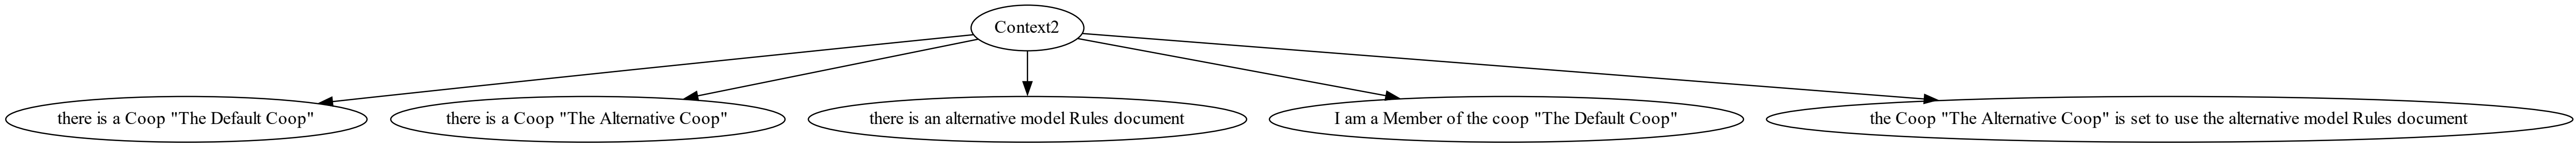 Context2
there is a Coop "The Default Coop"
there is a Coop "The Alternative Coop"
there is an alternative model Rules document
I am a Member of the coop "The Default Coop"
the Coop "The Alternative Coop" is set to use the alternative model Rules document